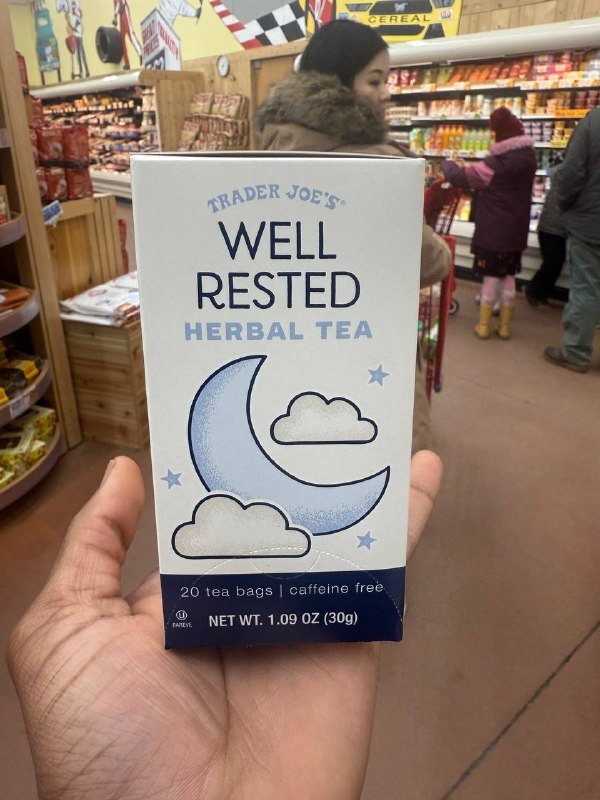 CEREAL
TRADER JOE'S®
WELL
RESTED
HERBAL TEA
20 tea bags | caffeine free
U
PAREVE
NET WT. 1.09 OZ (30g)